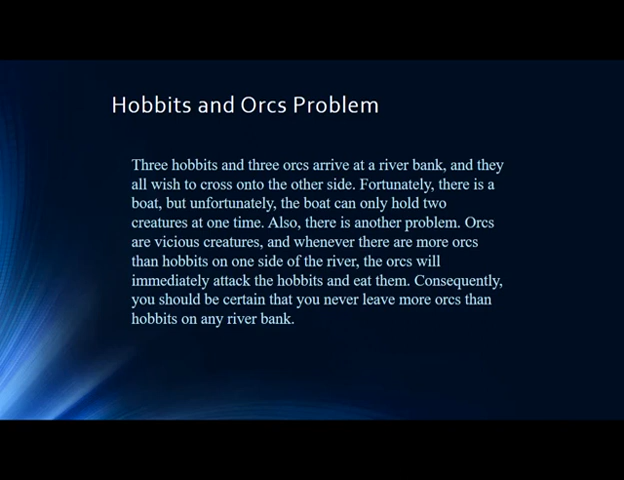 Hobbits and Orcs Problem
Three hobbits and three orcs arrive at a river bank, and they
all wish to cross onto the other side. Fortunately, there is a
boat, but unfortunately, the boat can only hold two
creatures at one time. Also, there is another problem. Orcs
are vicious creatures, and whenever there are more orcs
than hobbits on one side of the river, the orcs will
immediately attack the hobbits and eat them. Consequently,
you should be certain that you never leave more orcs than
hobbits on any river bank.